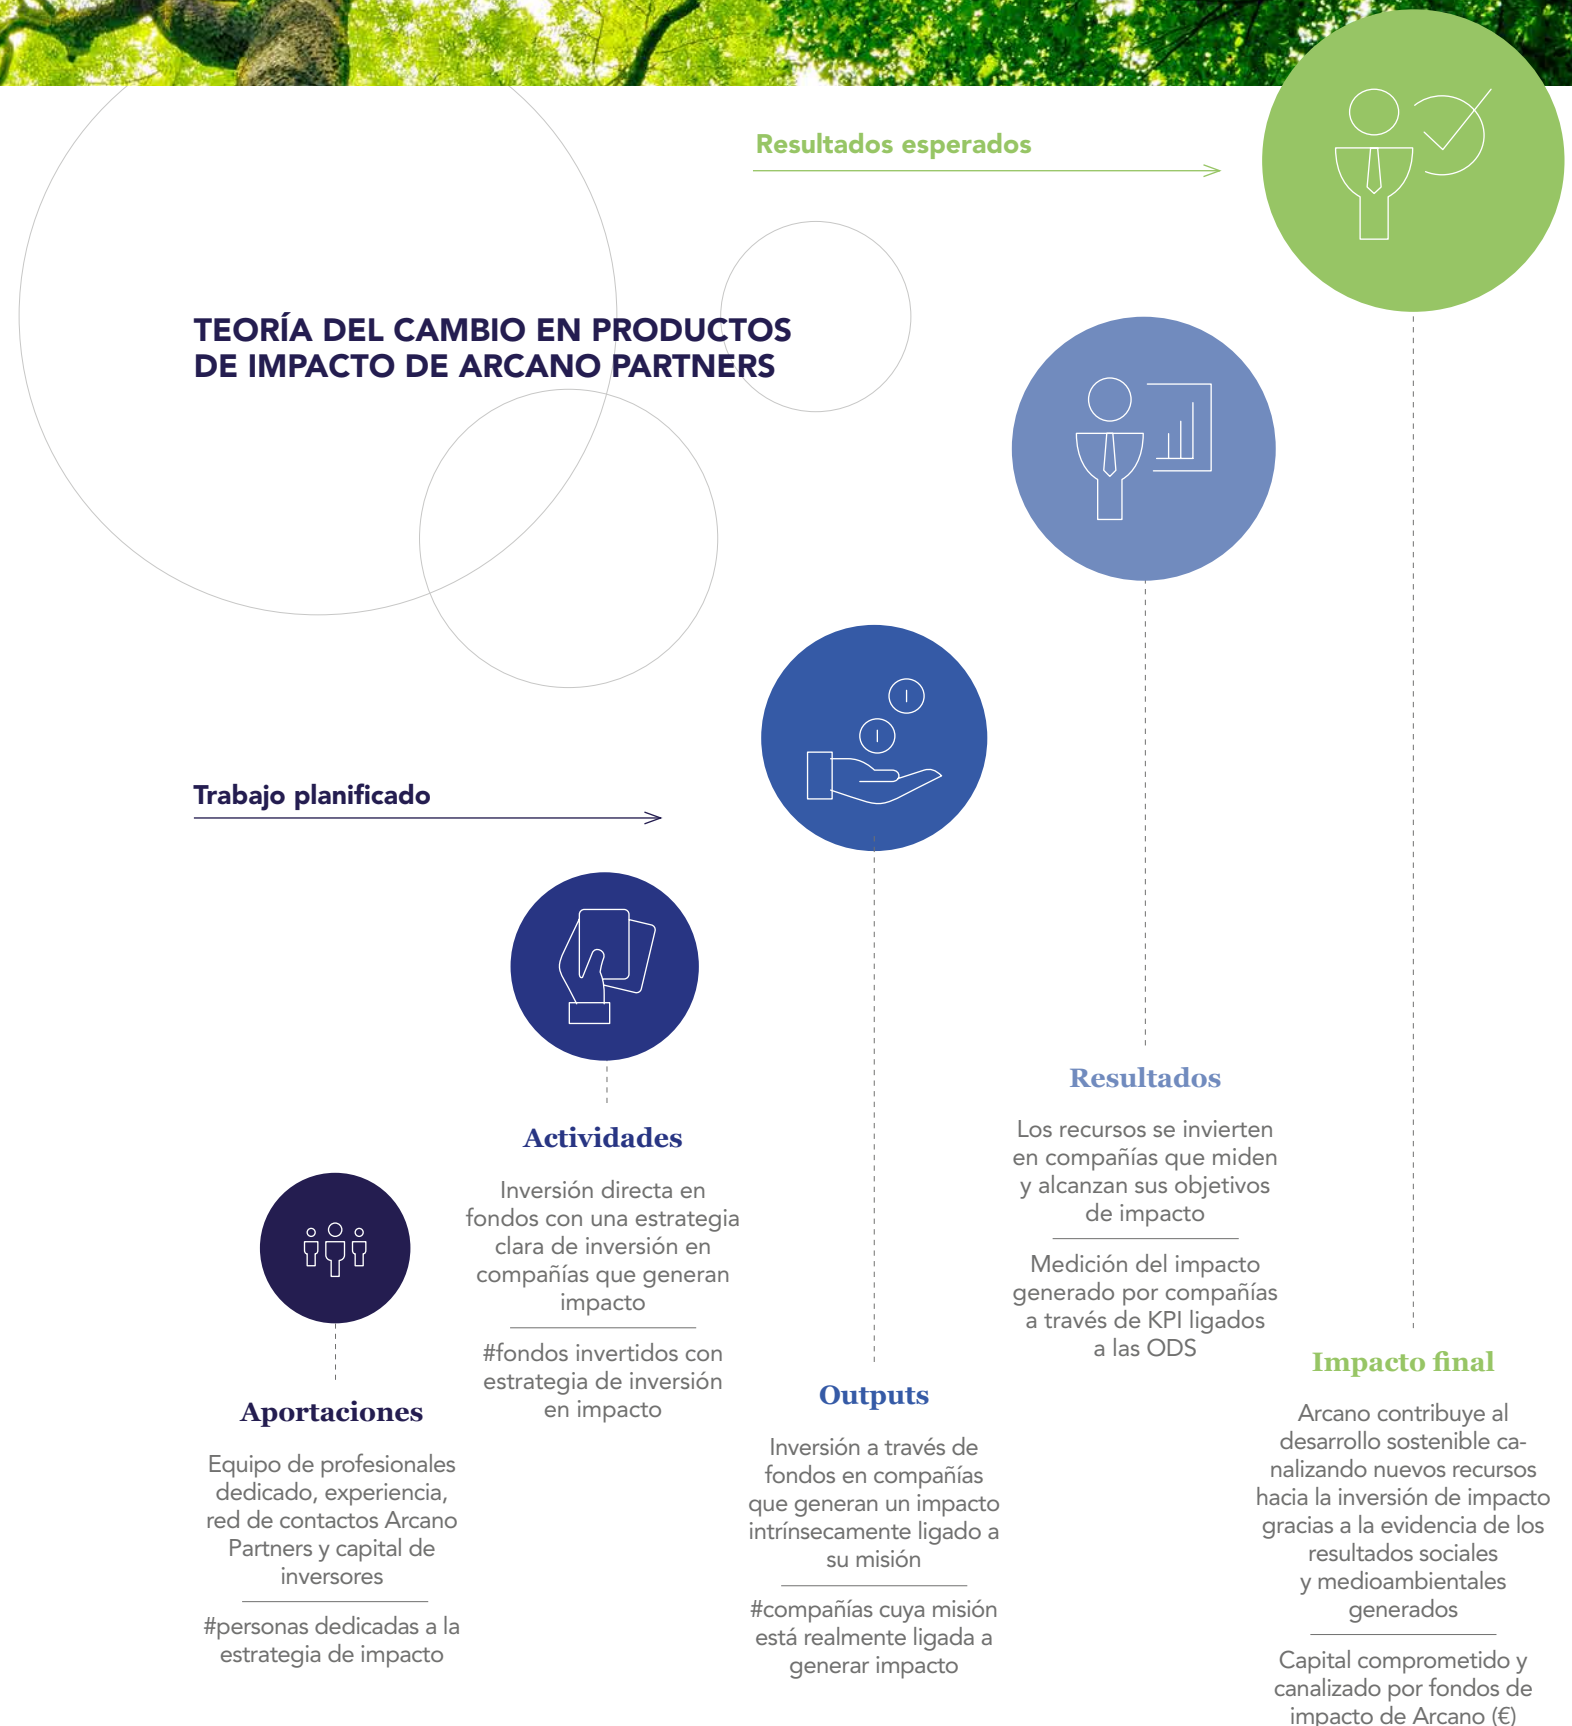 Resultados esperados
TEORÍA DEL CAMBIO EN PRODUCTOS
DE IMPACTO DE ARCANO PARTNERS
Trabajo planificado
Aportaciones
Equipo de profesionales
dedicado, experiencia,
red de contactos Arcano
Partners y capital de
inversores
#personas dedicadas a la
estrategia de impacto
Actividades
Inversión directa en
fondos con una estrategia
clara de inversión en
compañías que generan
impacto
#fondos invertidos con
estrategia de inversión
en impacto
Outputs
Inversión a través de
fondos en compañías
que generan un impacto
intrínsecamente ligado a
su misión
#compañías cuya misión
está realmente ligada a
generar impacto
Resultados
Los recursos se invierten
en compañías que miden
y alcanzan sus objetivos
de impacto
Medición del impacto
generado por compañías
a través de KPI ligados
a las ODS
Impacto final
Arcano contribuye al
desarrollo sostenible ca-
nalizando nuevos recursos
hacia la inversión de impacto
gracias a la evidencia de los
resultados sociales
y medioambientales
generados
Capital comprometido y
canalizado por fondos de
impacto de Arcano (€)